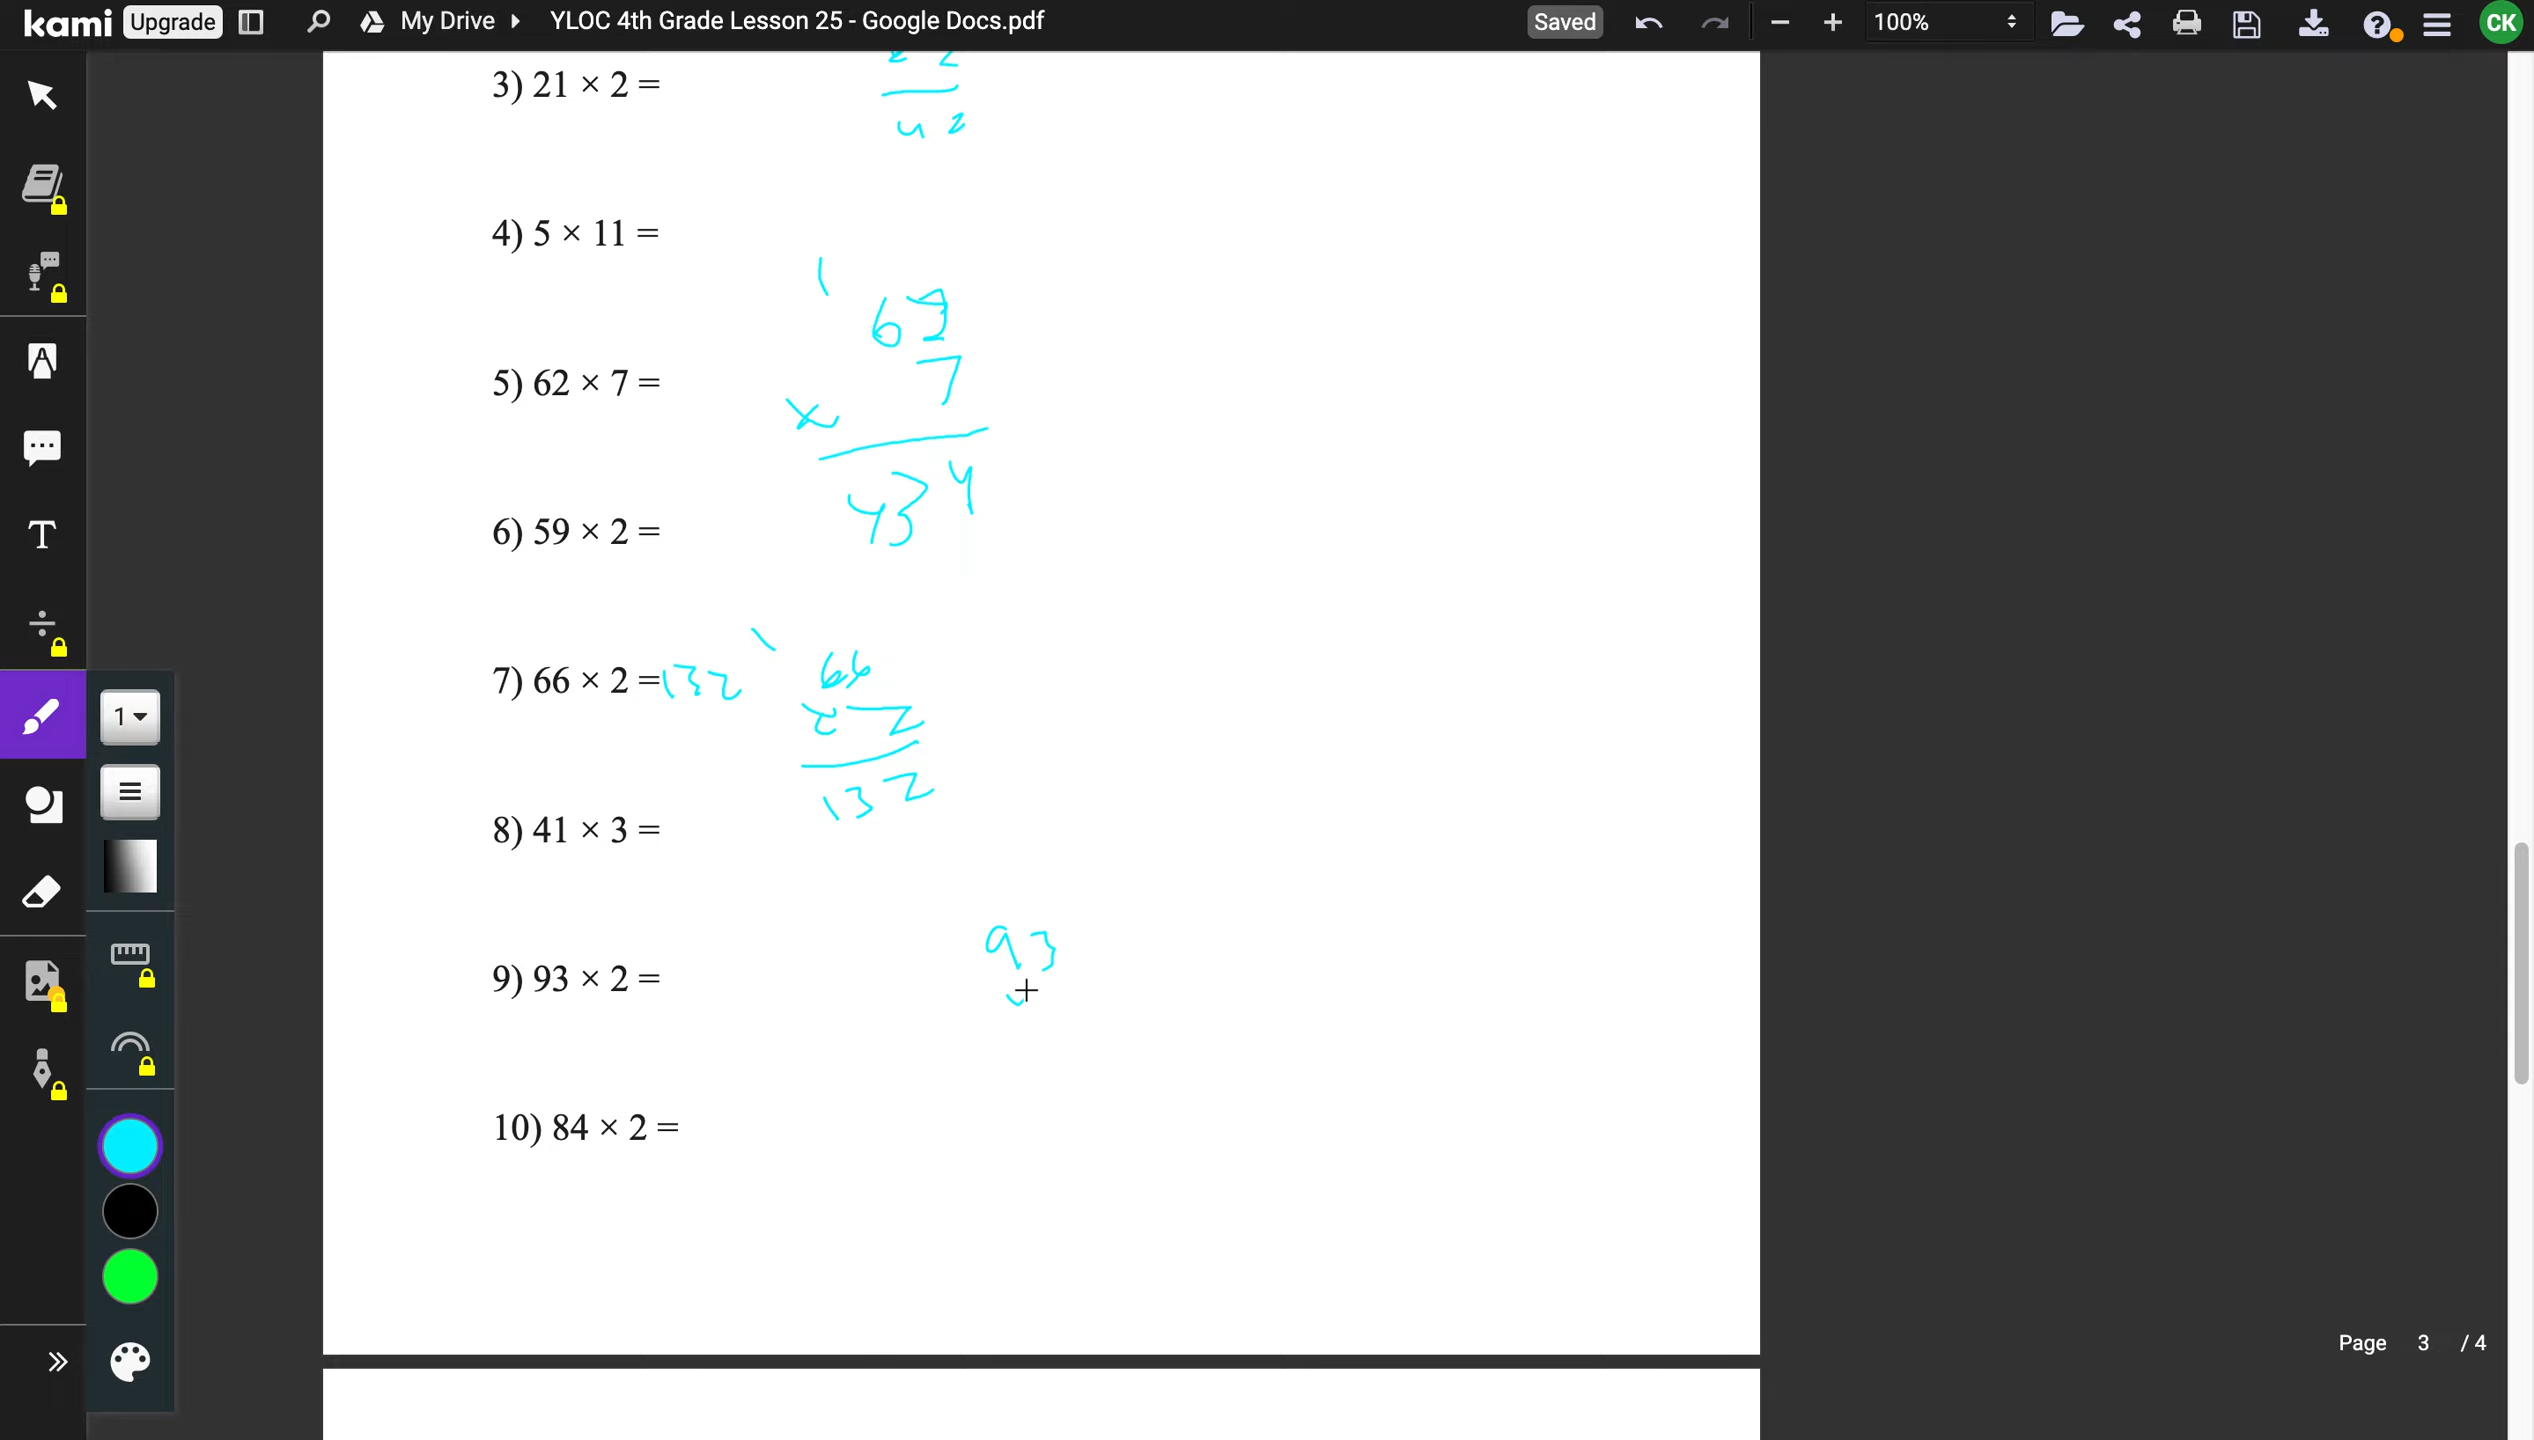 kami Upgrade My Drive YLOC 4th Grade Lesson 25 - Google Docs.pdf Saved 100% CK
3) 21 × 2 =
2
42
4) 5 × 11 =
1
62
5) 62 × 7 =
7
x
434
6) 59 × 2 =
1
66
7) 66 × 2 = 132
x 2
132
8) 41 × 3 =
93
9) 93 × 2 =
10) 84 × 2 =
T
1
Page 3 / 4